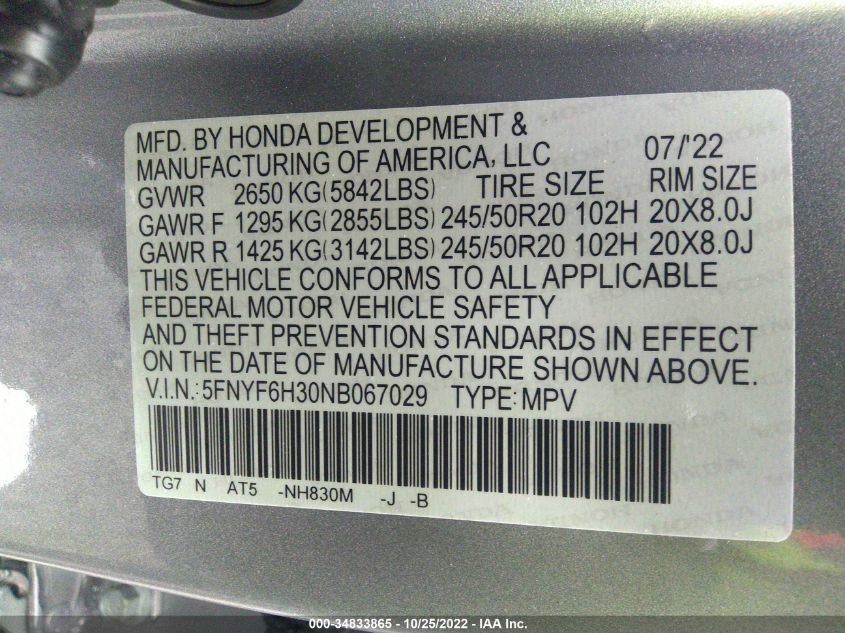 MFD. BY HONDA DEVELOPMENT &
MANUFACTURING OF AMERICA, LLC 07/'22
GVWR 2650 KG(5842LBS) TIRE SIZE RIM SIZE
GAWR F 1295 KG(2855LBS) 245/50R20 102H 20X8.0J
GAWR R 1425 KG(3142LBS) 245/50R20 102H 20X8.0J
THIS VEHICLE CONFORMS TO ALL APPLICABLE
FEDERAL MOTOR VEHICLE SAFETY
AND THEFT PREVENTION STANDARDS IN EFFECT
ON THE DATE OF MANUFACTURE SHOWN ABOVE.
V.I.N.: 5FNYF6H30NB067029 TYPE: MPV
TG7 N AT5 -NH830M -J -B
000-34833865 - 10/25/2022 - IAA Inc.